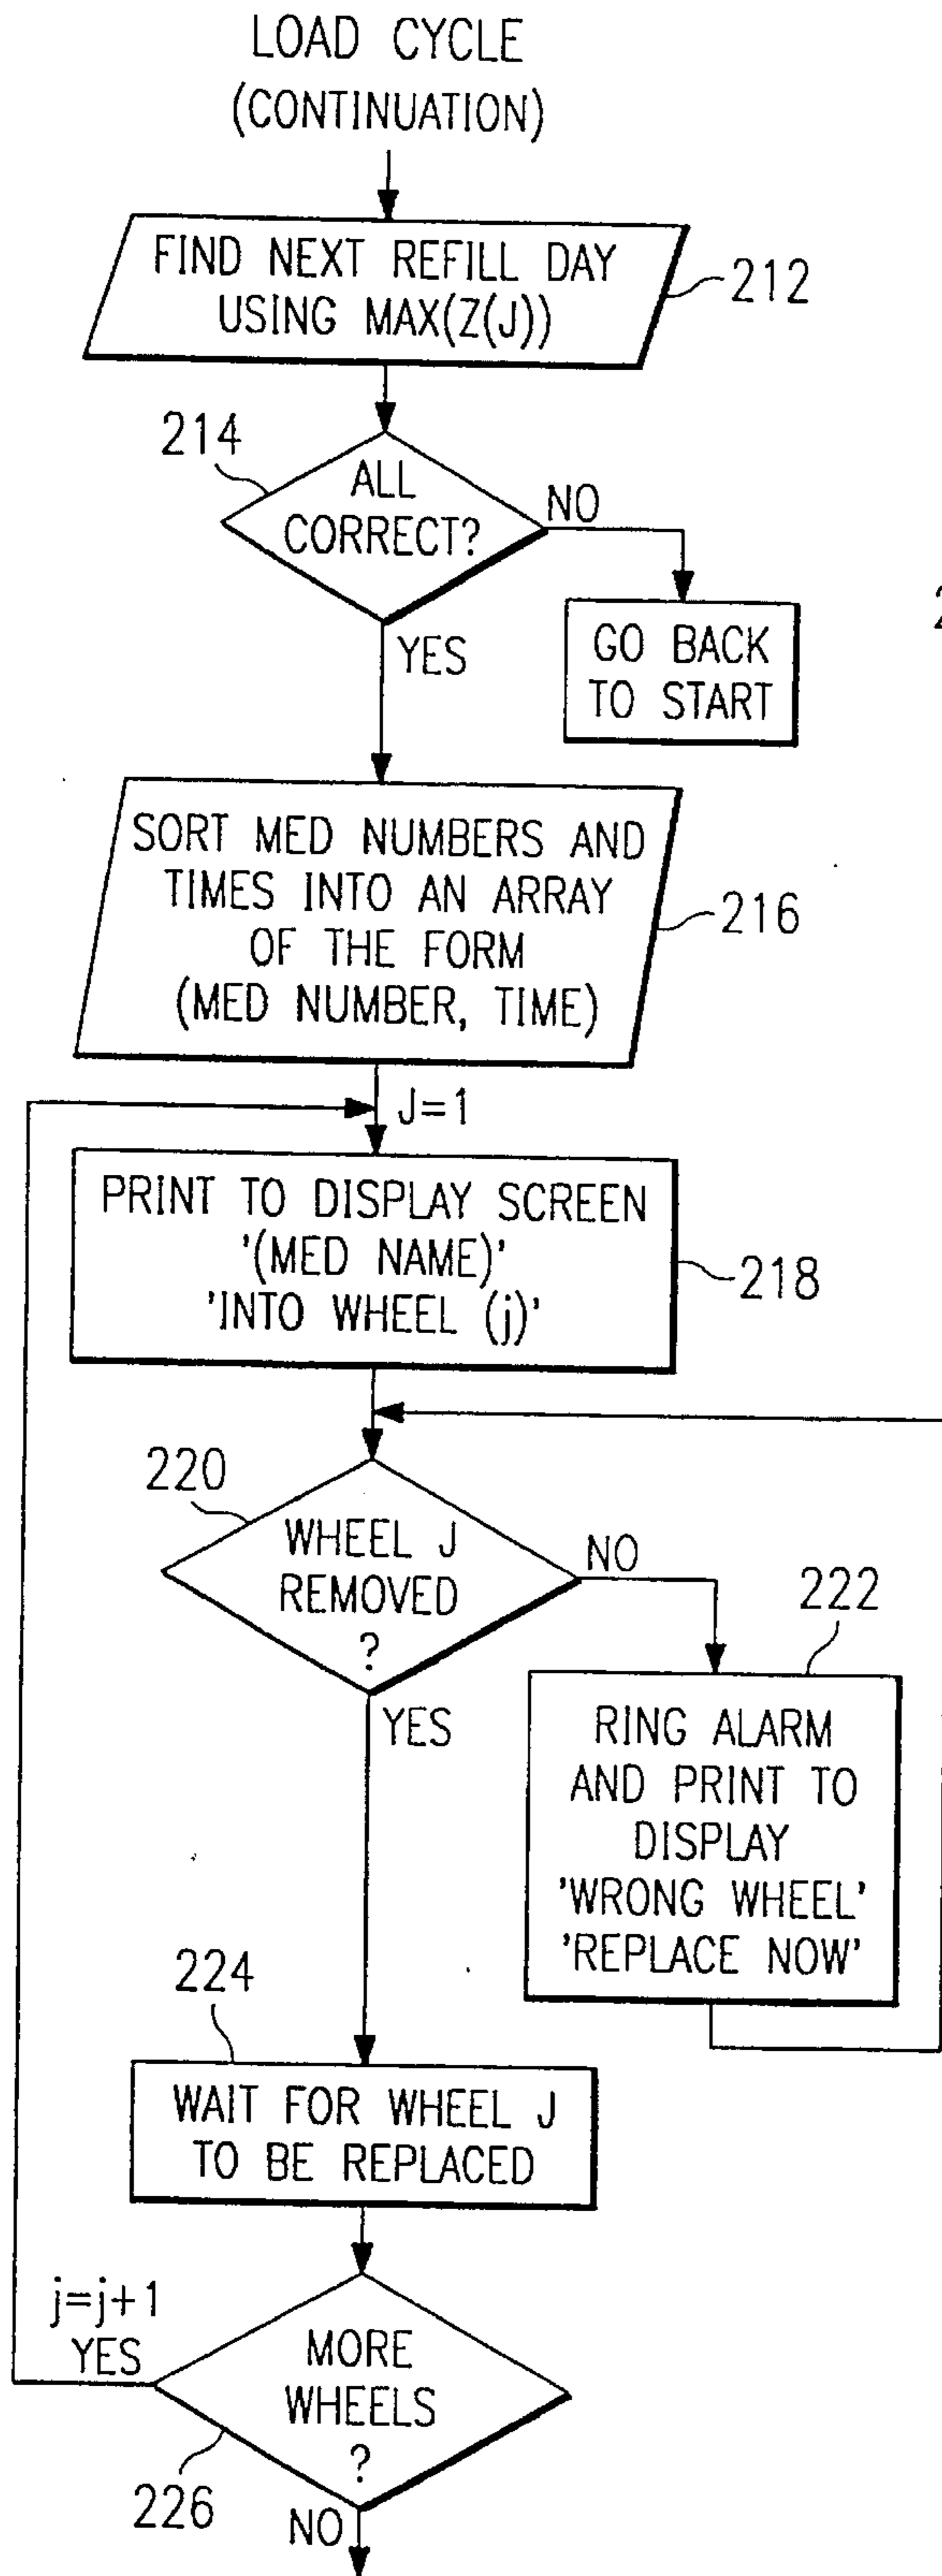 LOAD CYCLE
(CONTINUATION)
FIND NEXT REFILL DAY
USING MAX(Z(J))
212
214
ALL
CORRECT?
NO
GO BACK
TO START
YES
SORT MED NUMBERS AND
TIMES INTO AN ARRAY
OF THE FORM
(MED NUMBER, TIME)
216
J=1
PRINT TO DISPLAY SCREEN
'(MED NAME)'
'INTO WHEEL (j)'
218
220
WHEEL J
REMOVED
?
NO
222
YES
RING ALARM
AND PRINT TO
DISPLAY
'WRONG WHEEL'
'REPLACE NOW'
224
WAIT FOR WHEEL J
TO BE REPLACED
j=j+1
YES
MORE
WHEELS
?
226
NO